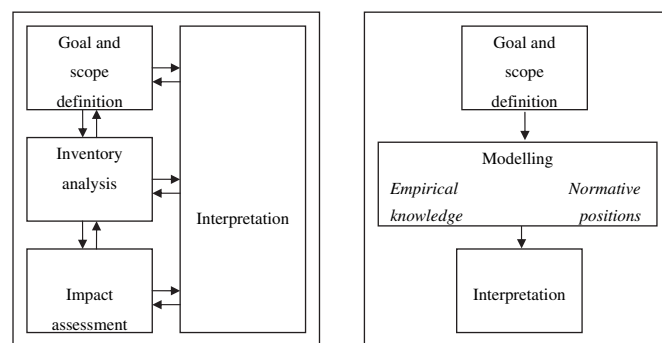 Goal and
scope
definition
Inventory
analysis
Impact
assessment
Interpretation
Goal and
scope
definition
Modelling
Empirical
knowledge
Normative
positions
Interpretation